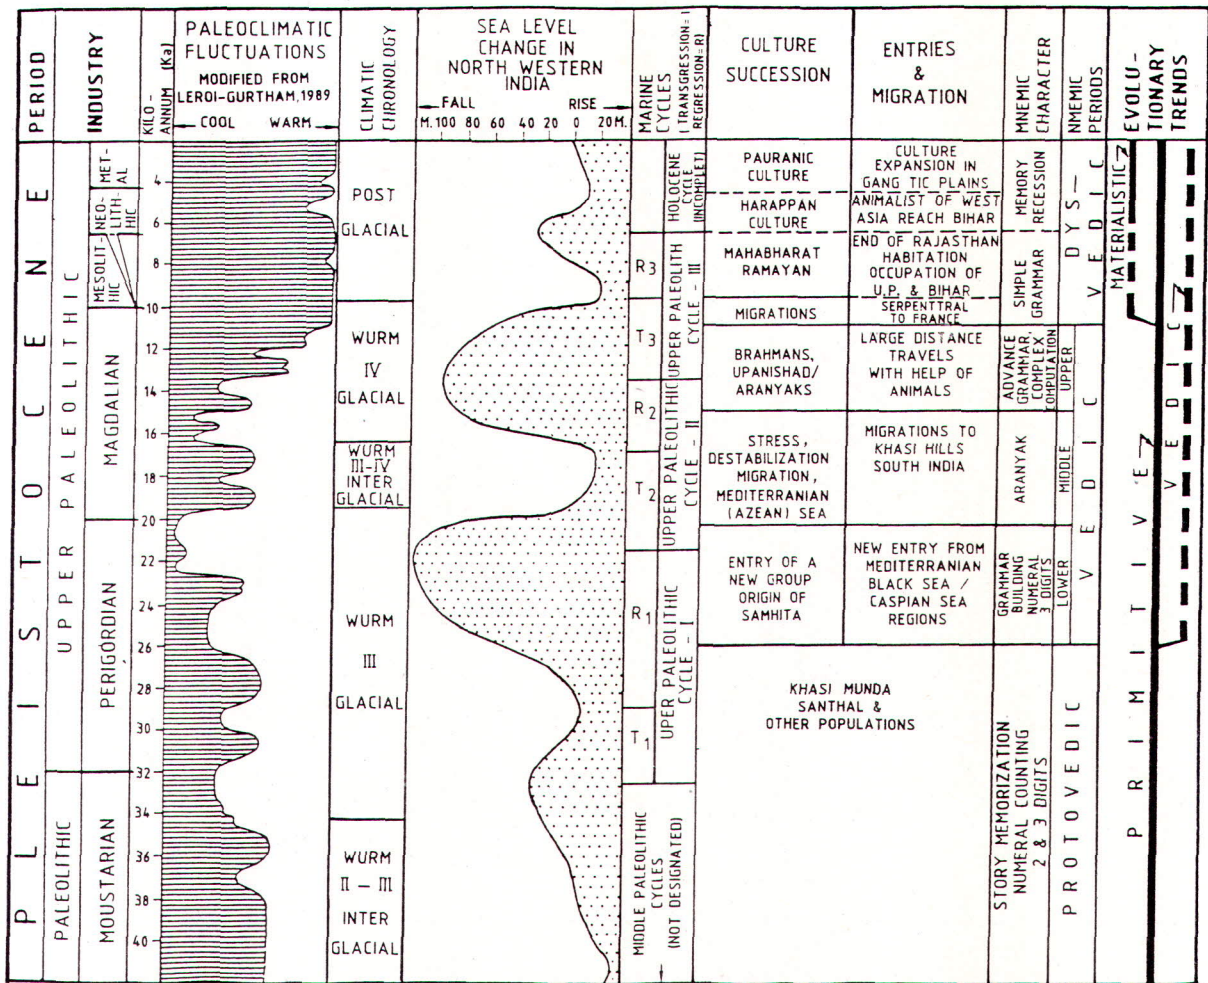 PERIOD
INDUSTRY
KILO-
ANNUM (Ka)
PALEOCLIMATIC
FLUCTUATIONS
MODIFIED FROM
LEROI-GURTHAM,1989
COOL WARM
CLIMATIC
CHRONOLOGY
SEA LEVEL
CHANGE IN
NORTH WESTERN
INDIA
FALL RISE
M. 100 80 60 40 20 0 20 M.
MARINE
CYCLES
(TRANSGRESSION=T
REGRESSION=R)
CULTURE
SUCCESSION
ENTRIES
&
MIGRATION
MNEMIC
CHARACTER
NMEMIC
PERIODS
EVOLU-
TIONARY
TRENDS
PLEISTOCENE
UPPER PALEOLITHIC
PALEOLITHIC
MET-
AL
NEO-
LITH-
HIC
MESOLIT-
HIC
MAGDALIAN
PERIGORDIAN
MOUSTARIAN
4
6
8
10
12
14
16
18
20
22
24
26
28
30
32
34
36
38
40
POST
GLACIAL
WURM
IV
GLACIAL
WURM
III-IV
INTER
GLACIAL
WURM
III
GLACIAL
WURM
II - III
INTER
GLACIAL
R3
T3
R2
T2
R1
T1
HOLOCENE
CYCLE
(INCOMPLET)
UPPER PALEOLITH
CYCLE - III
UPPER PALEOLITHIC
CYCLE - II
UPPER PALEOLITHIC
CYCLE - I
MIDDLE PALEOLITHIC
CYCLES
(NOT DESIGNATED)
PAURANIC
CULTURE
HARAPPAN
CULTURE
MAHABHARAT
RAMAYAN
MIGRATIONS
BRAHMANS,
UPANISHAD/
ARANYAKS
STRESS,
DESTABILIZATION
MIGRATION,
MEDITERRANIAN
(AZEAN) SEA
ENTRY OF A
NEW GROUP
ORIGIN OF
SAMHITA
CULTURE
EXPANSION IN
GANG TIC PLAINS
ANIMALIST OF WEST
ASIA REACH BIHAR
END OF RAJASTHAN
HABITATION
OCCUPATION OF
U.P. & BIHAR
SERPENTTRAL
TO FRANCE
LARGE DISTANCE
TRAVELS
WITH HELP OF
ANIMALS
MIGRATIONS TO
KHASI HILLS
SOUTH INDIA
NEW ENTRY FROM
MEDITERRANIAN
BLACK SEA /
CASPIAN SEA
REGIONS
KHASI MUNDA
SANTHAL &
OTHER POPULATIONS
MEMORY
RECESSION
SIMPLE
GRAMMAR
ADVANCE
GRAMMAR,
COMPLEX
COMPUTATION
ARANYAK
GRAMMAR
BUILDING
NUMERAL
3 DIGITS
STORY MEMORIZATION
NUMERAL COUNTING
2 & 3 DIGITS
DYS-
VEDIC
UPPER
MIDDLE
LOWER
VEDIC
PROTOVEDIC
MATERIALISTIC
PRIMITIVE
VEDIC